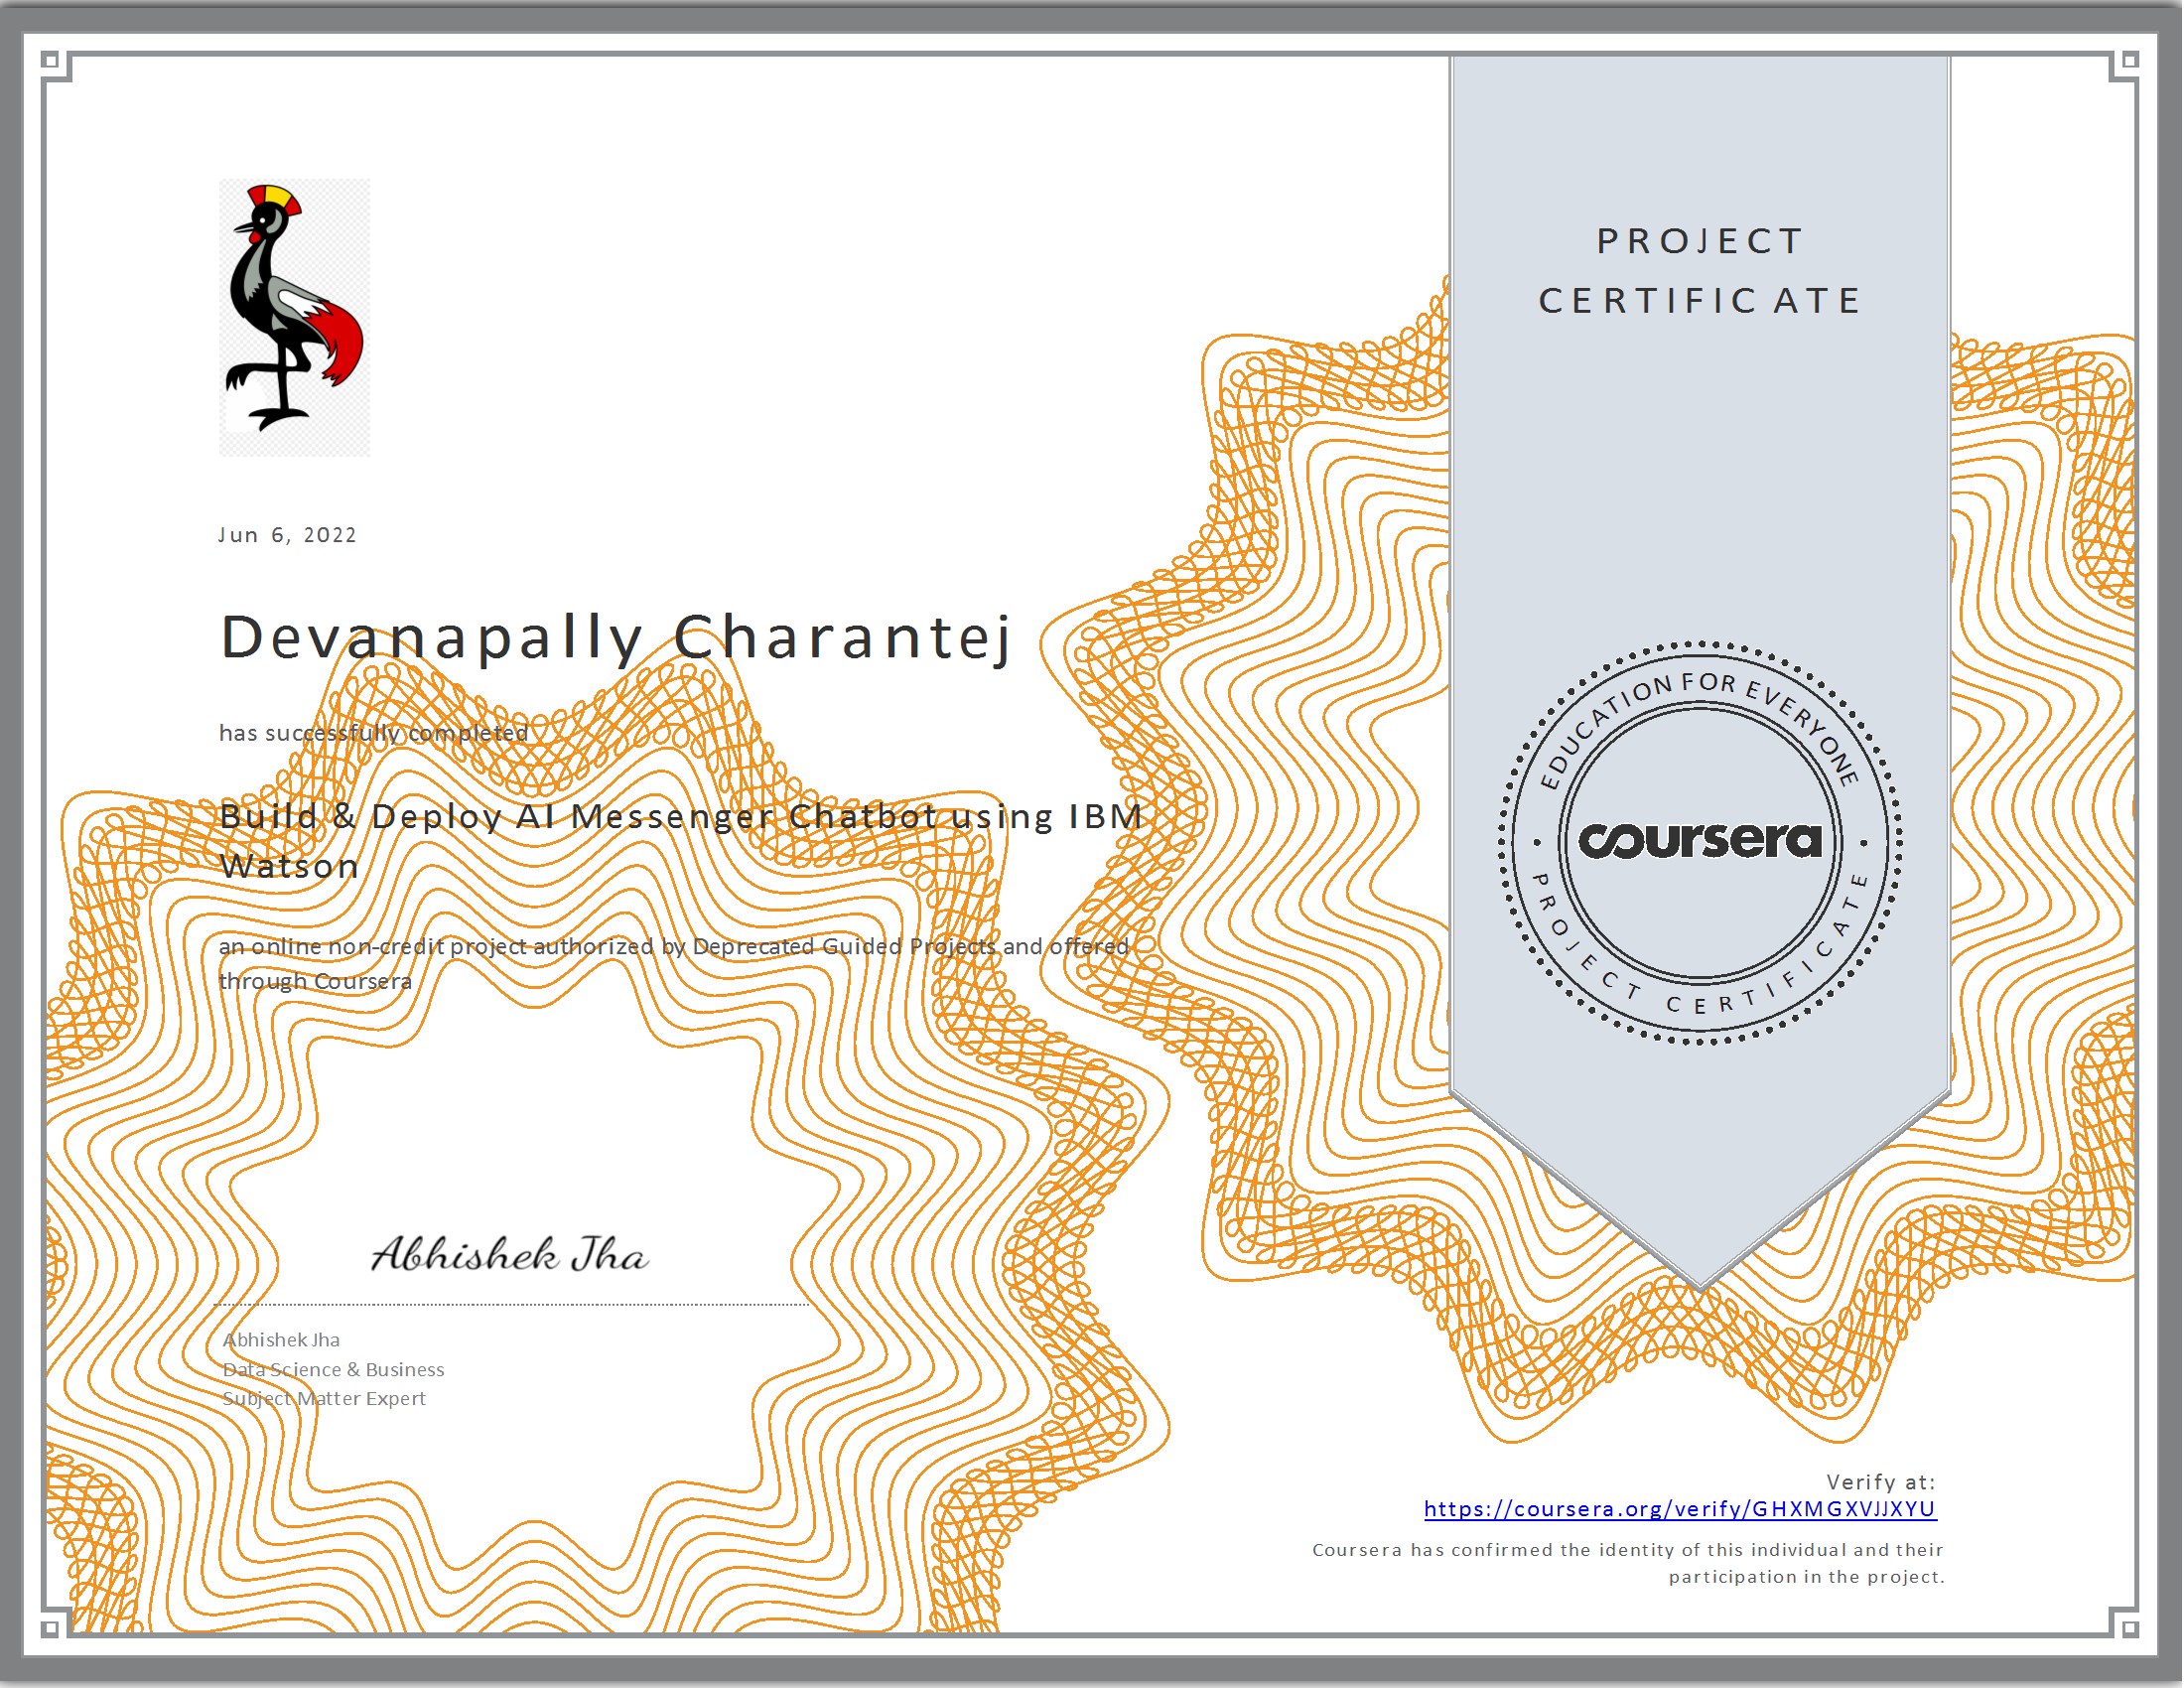 PROJECT
CERTIFICATE
Jun 6, 2022
Devanapally Charantej
has successfully completed
Build & Deploy AI Messenger Chatbot using IBM
Watson
an online non-credit project authorized by Deprecated Guided Projects and offered
through Coursera
EDUCATION FOR EVERYONE
coursera
PROJECT CERTIFICATE
Abhishek Jha
Abhishek Jha
Data Science & Business
Subject Matter Expert
Verify at:
https://coursera.org/verify/GHXMGXVJJXYU
Coursera has confirmed the identity of this individual and their
participation in the project.